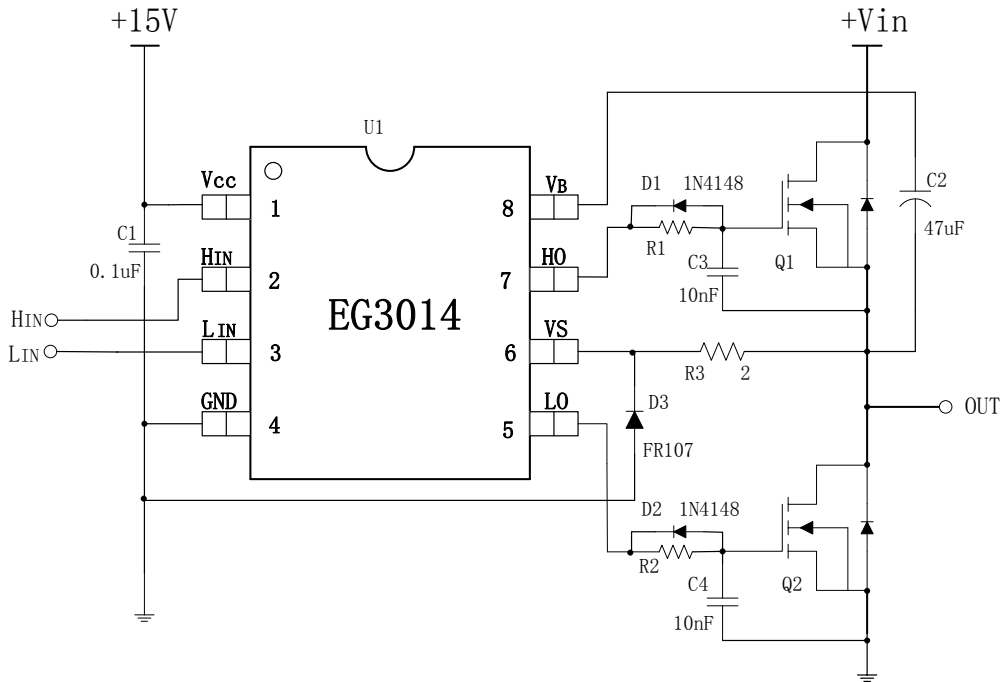 +15V
+Vin
U1
Vcc
1
HIN
2
LIN
3
GND
4
EG3014
VB
8
HO
7
VS
6
LO
5
C1
0.1uF
HIN
LIN
D1 1N4148
R1
C3
10nF
Q1
C2
47uF
R3 2
D3
FR107
OUT
D2 1N4148
R2
C4
10nF
Q2